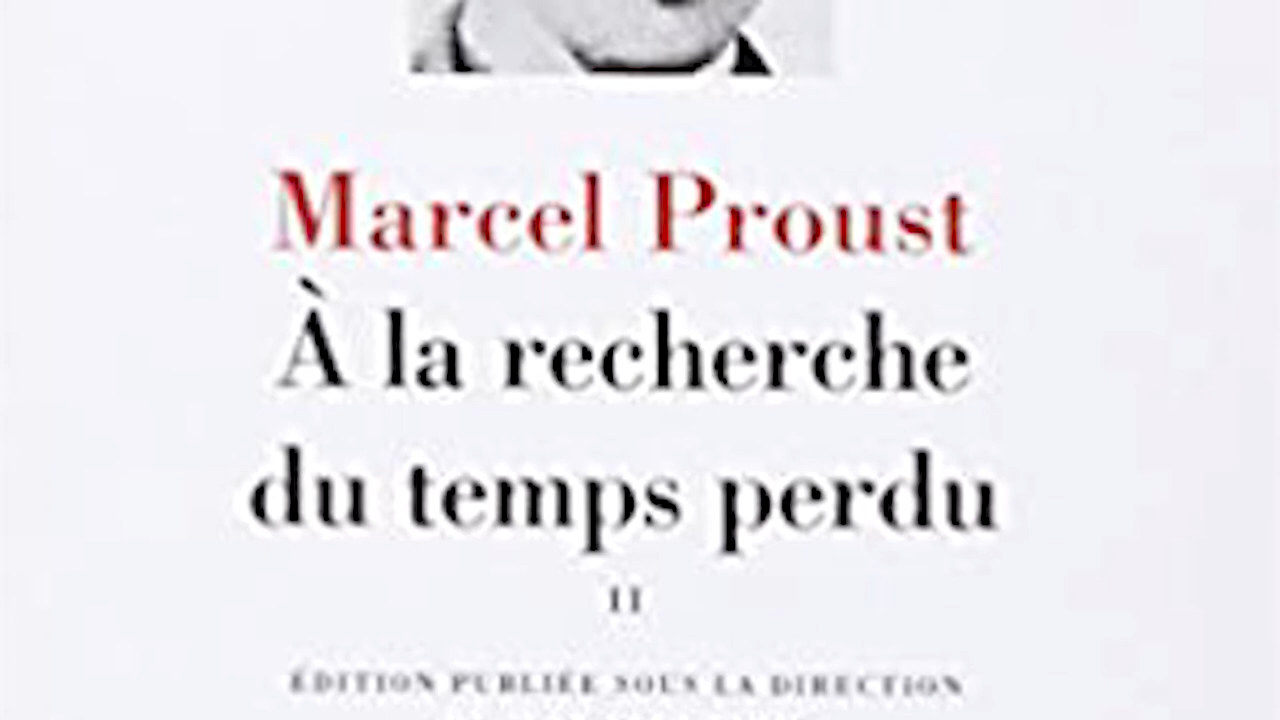 Marcel Proust
À la recherche
du temps perdu
II
ÉDITION PUBLIÉE SOUS LA DIRECTION